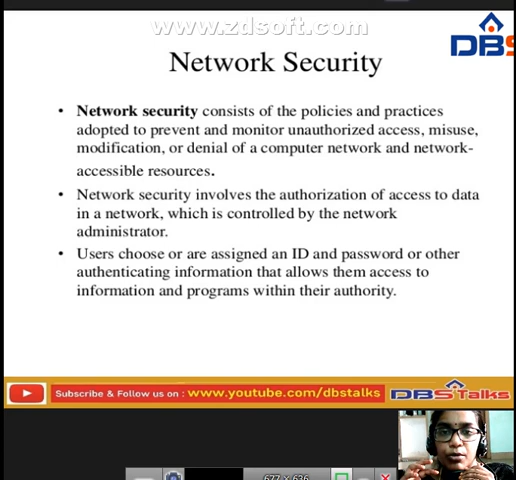 www.zdsoft.com
DBS
Network Security
• Network security consists of the policies and practices
adopted to prevent and monitor unauthorized access, misuse,
modification, or denial of a computer network and network-
accessible resources.
• Network security involves the authorization of access to data
in a network, which is controlled by the network
administrator.
• Users choose or are assigned an ID and password or other
authenticating information that allows them access to
information and programs within their authority.
Subscribe & Follow us on : www.youtube.com/dbstalks DBS Talks
677 × 636